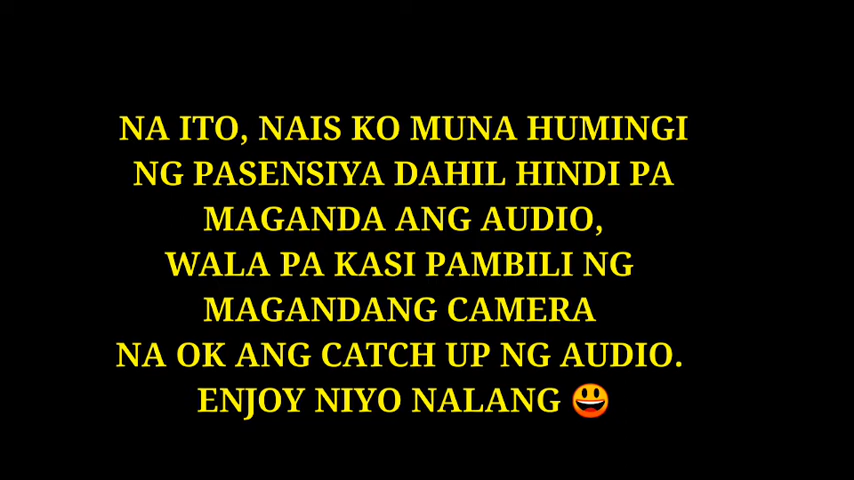 NA ITO, NAIS KO MUNA HUMINGI
NG PASENSIYA DAHIL HINDI PA
MAGANDA ANG AUDIO,
WALA PA KASI PAMBILI NG
MAGANDANG CAMERA
NA OK ANG CATCH UP NG AUDIO.
ENJOY NIYO NALANG 😃